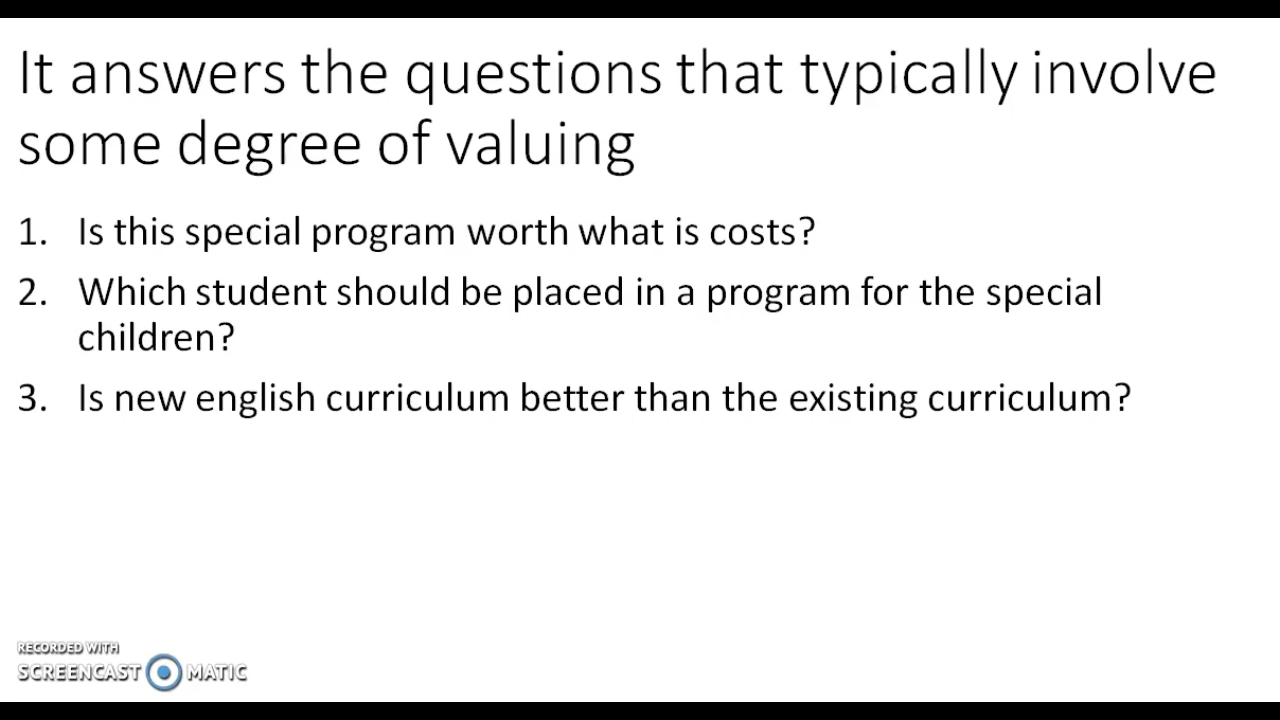 It answers the questions that typically involve
some degree of valuing
1. Is this special program worth what is costs?
2. Which student should be placed in a program for the special
children?
3. Is new english curriculum better than the existing curriculum?
RECORDED WITH
SCREENCAST MATIC